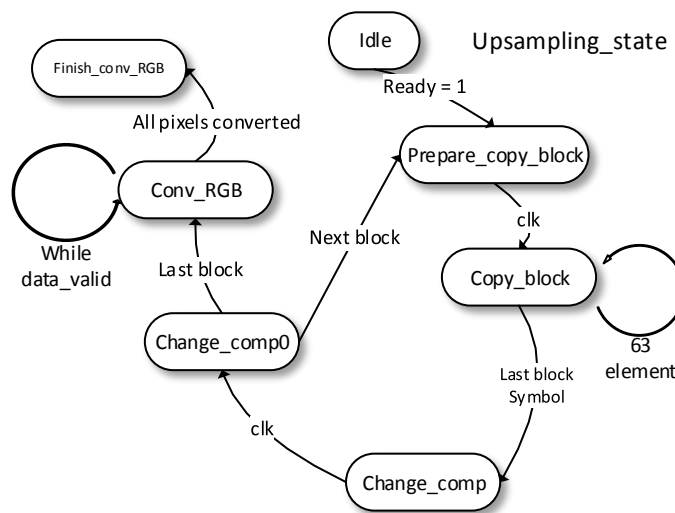 Idle
Upsampling_state
Finish_conv_RGB
Ready = 1
All pixels converted
Prepare_copy_block
Conv_RGB
clk
Next block
While
data_valid
Last block
Copy_block
Change_comp0
63
element
Last block
Symbol
clk
Change_comp